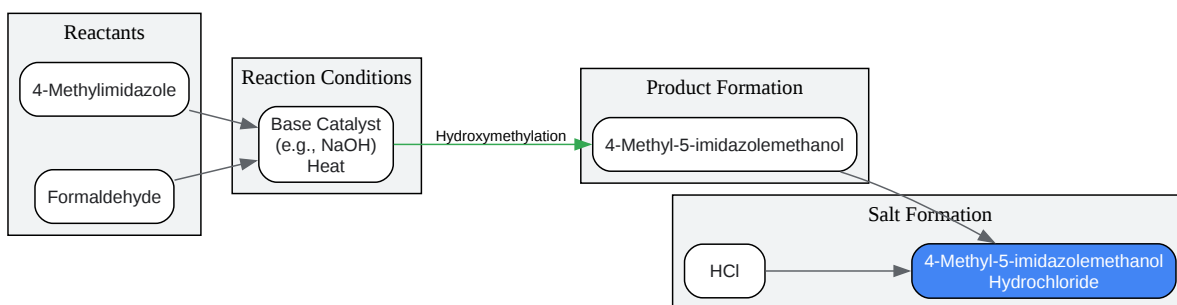 Reactants
4-Methylimidazole
Formaldehyde
Reaction Conditions
Base Catalyst
(e.g., NaOH)
Heat
Hydroxymethylation
Product Formation
4-Methyl-5-imidazolemethanol
Salt Formation
HCl
4-Methyl-5-imidazolemethanol
Hydrochloride